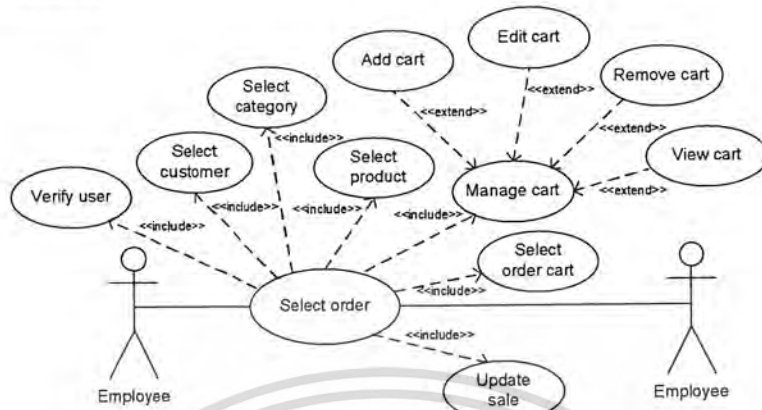 Edit cart
Add cart
Remove cart
Select
category
<<extend>>
<<extend>>
<<extend>>
<<include>>
Select
customer
Select
product
View cart
Verify user
Manage cart
<<extend>>
<<include>>
<<include>>
<<include>>
<<include>>
Select
order cart
Select order
<<include>>
<<include>>
Employee
Update
sale
Employee